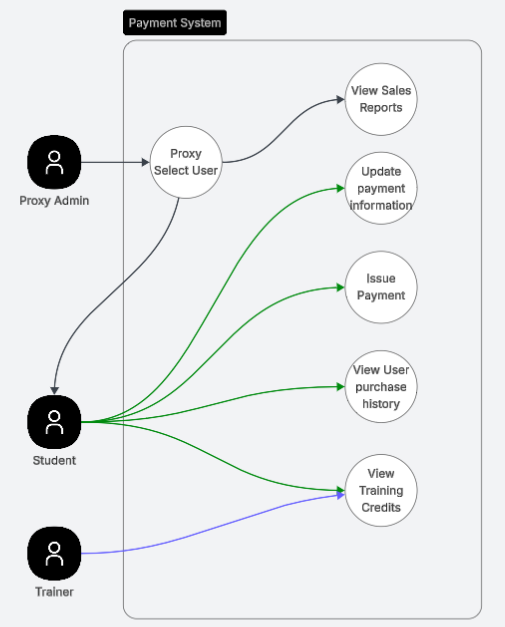 Payment System
View Sales
Reports
Proxy
Select User
Proxy Admin
Update
payment
information
Issue
Payment
View User
purchase
history
Student
View
Training
Credits
Trainer